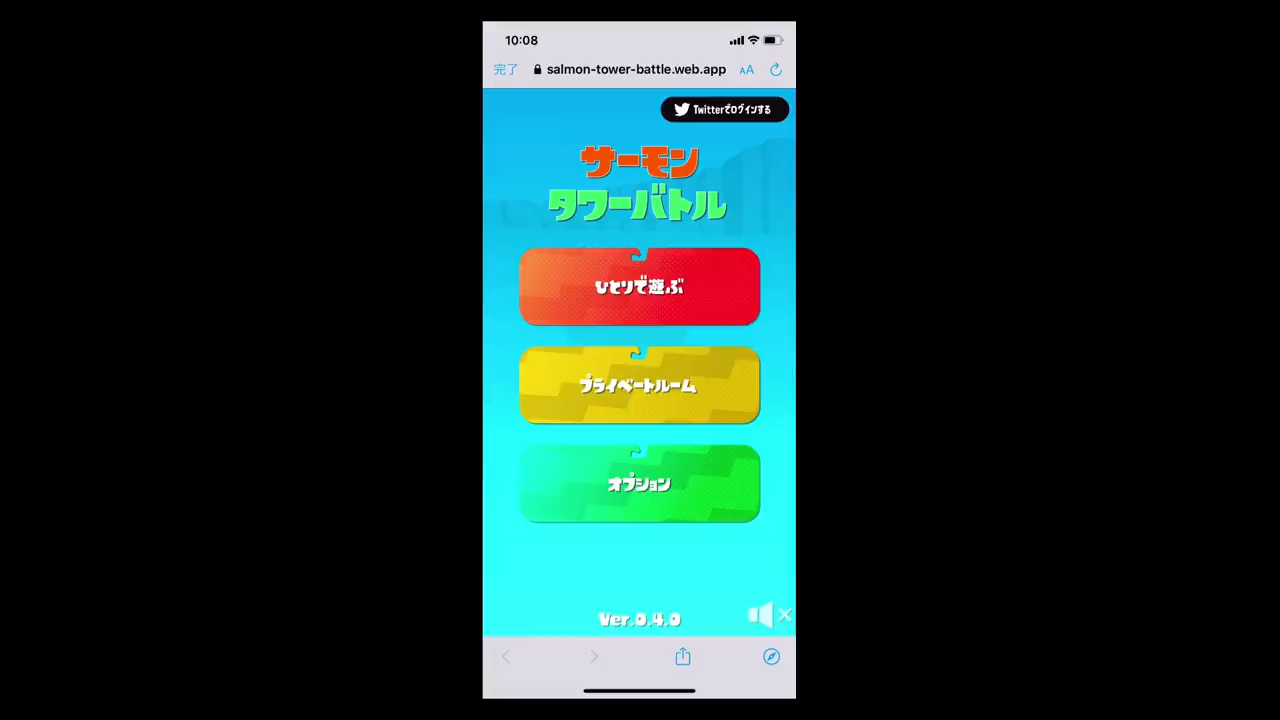 10:08
完了 salmon-tower-battle.web.app AA
Twitterでログインする
サーモン
タワーバトル
ひとりで遊ぶ
プライベートルーム
オプション
Ver.0.4.0